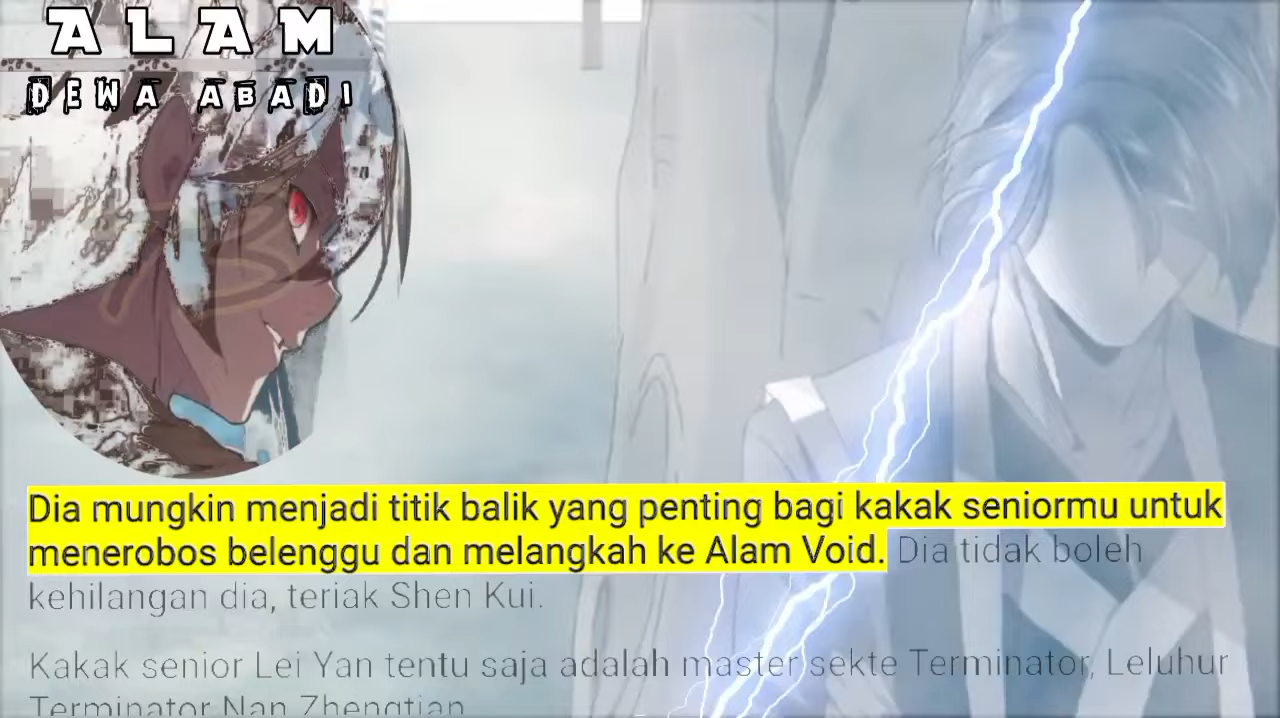 ALAM
DEWA ABADI
Dia mungkin menjadi titik balik yang penting bagi kakak seniormu untuk
menerobos belenggu dan melangkah ke Alam Void. Dia tidak boleh
kehilangan dia, teriak Shen Kui.
Kakak senior Lei Yan tentu saja adalah master sekte Terminator, Leluhur
Terminator Nan Zhengtian